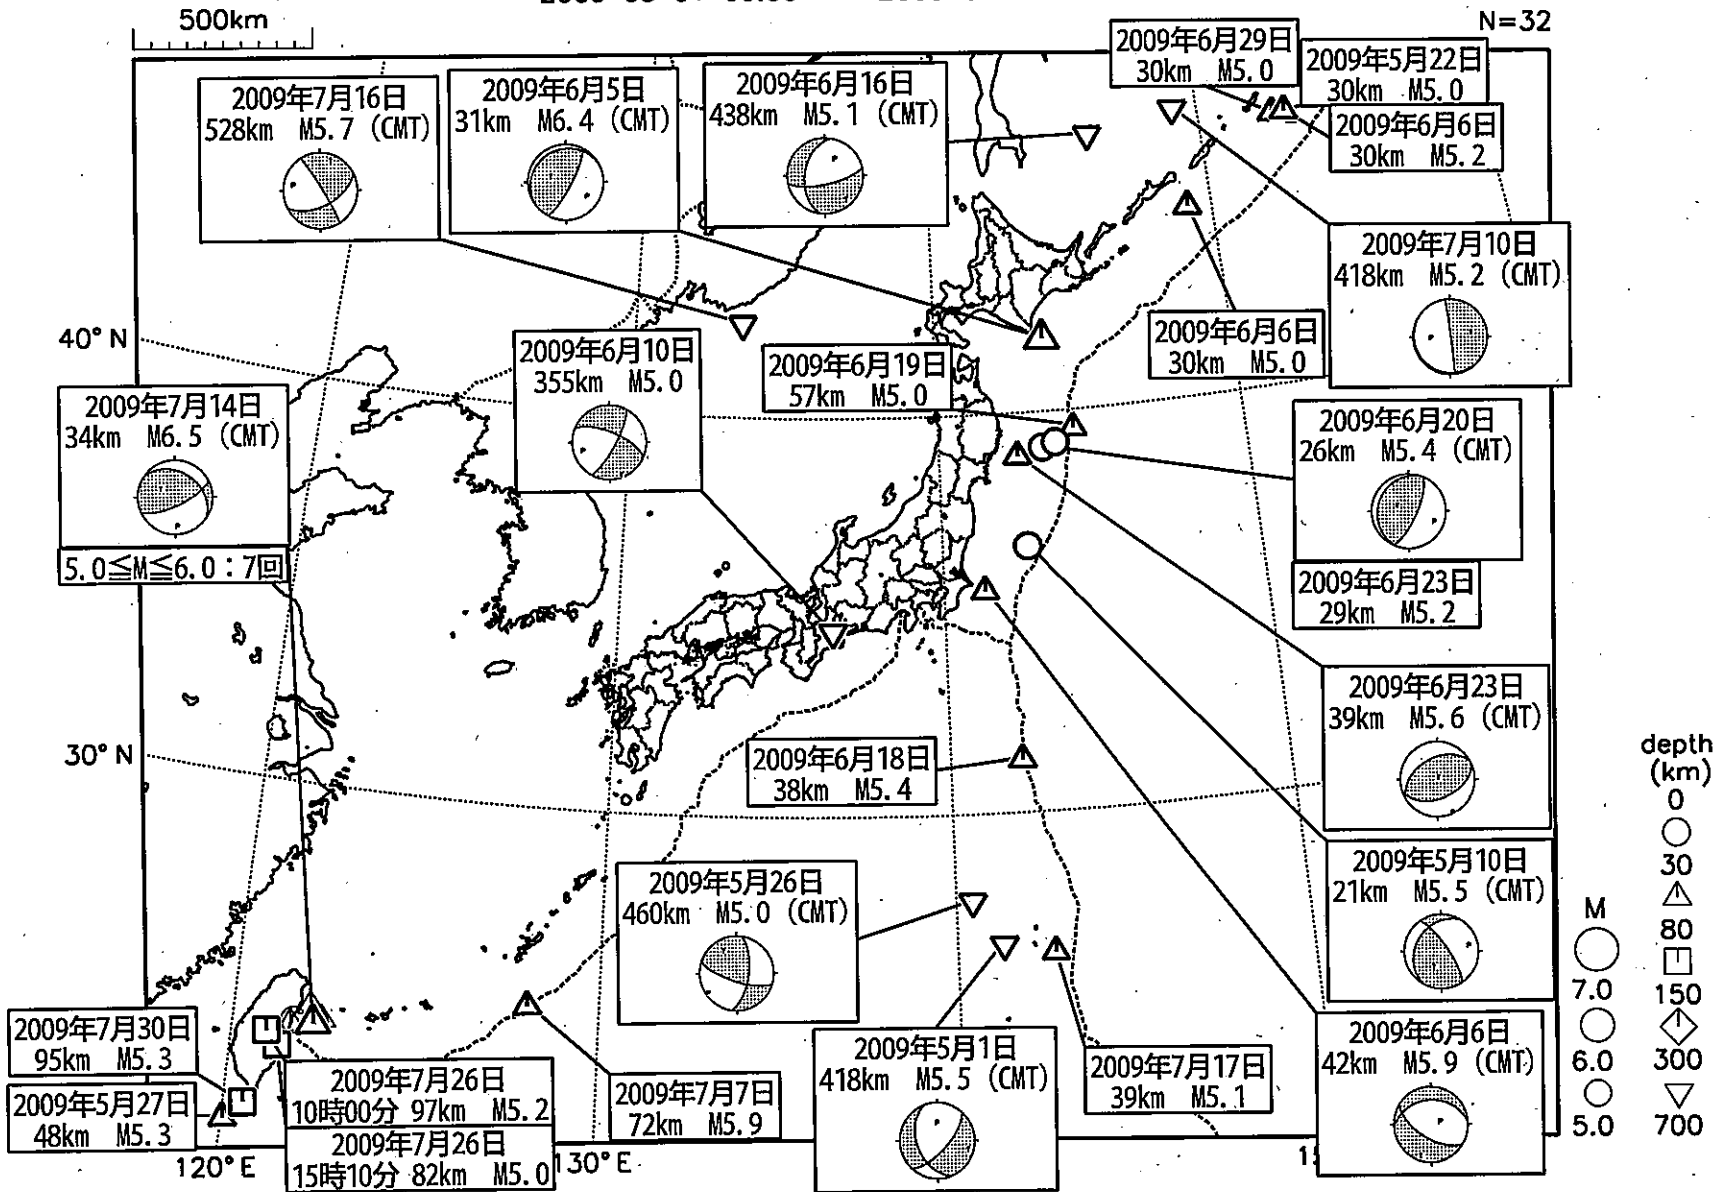 500km
N=32
2009年6月29日
30km M5.0
2009年5月22日
30km M5.0
2009年6月6日
30km M5.2
2009年7月16日
528km M5.7 (CMT)
2009年6月5日
31km M6.4 (CMT)
2009年6月16日
438km M5.1 (CMT)
2009年7月10日
418km M5.2 (CMT)
2009年6月6日
30km M5.0
40°N
2009年6月10日
355km M5.0
2009年6月19日
57km M5.0
2009年7月14日
34km M6.5 (CMT)
5.0≦M≦6.0:7回
2009年6月20日
26km M5.4 (CMT)
2009年6月23日
29km M5.2
2009年6月23日
39km M5.6 (CMT)
30°N
2009年6月18日
38km M5.4
2009年5月10日
21km M5.5 (CMT)
2009年5月26日
460km M5.0 (CMT)
2009年7月30日
95km M5.3
2009年5月27日
48km M5.3
2009年7月26日
10時00分 97km M5.2
2009年7月26日
15時10分 82km M5.0
2009年7月7日
72km M5.9
2009年5月1日
418km M5.5 (CMT)
2009年7月17日
39km M5.1
2009年6月6日
42km M5.9 (CMT)
120°E
130°E
M
7.0
6.0
5.0
depth
(km)
0
30
80
150
300
700